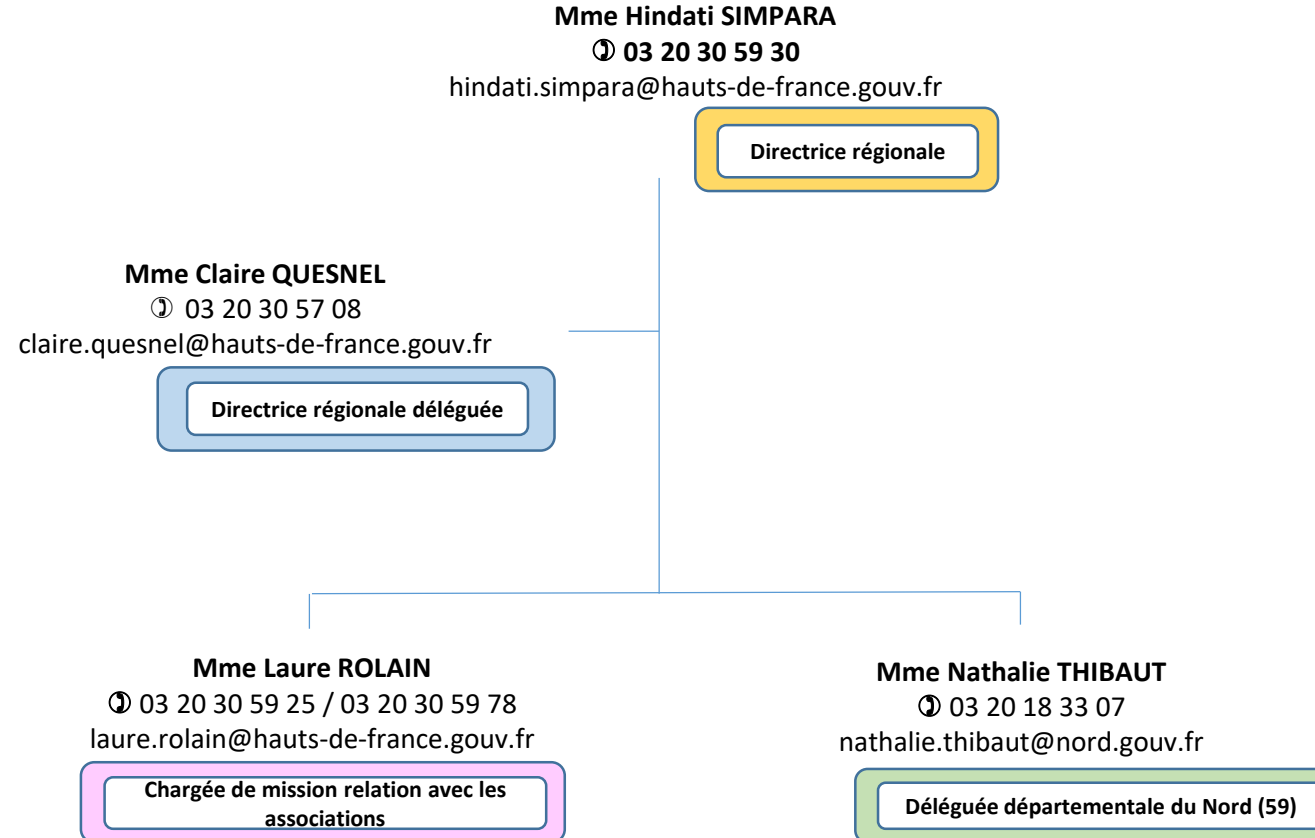 Mme Hindati SIMPARA
✆ 03 20 30 59 30
hindati.simpara@hauts-de-france.gouv.fr
Directrice régionale
Mme Claire QUESNEL
✆ 03 20 30 57 08
claire.quesnel@hauts-de-france.gouv.fr
Directrice régionale déléguée
Mme Laure ROLAIN
✆ 03 20 30 59 25 / 03 20 30 59 78
laure.rolain@hauts-de-france.gouv.fr
Chargée de mission relation avec les
associations
Mme Nathalie THIBAUT
✆ 03 20 18 33 07
nathalie.thibaut@nord.gouv.fr
Déléguée départementale du Nord (59)